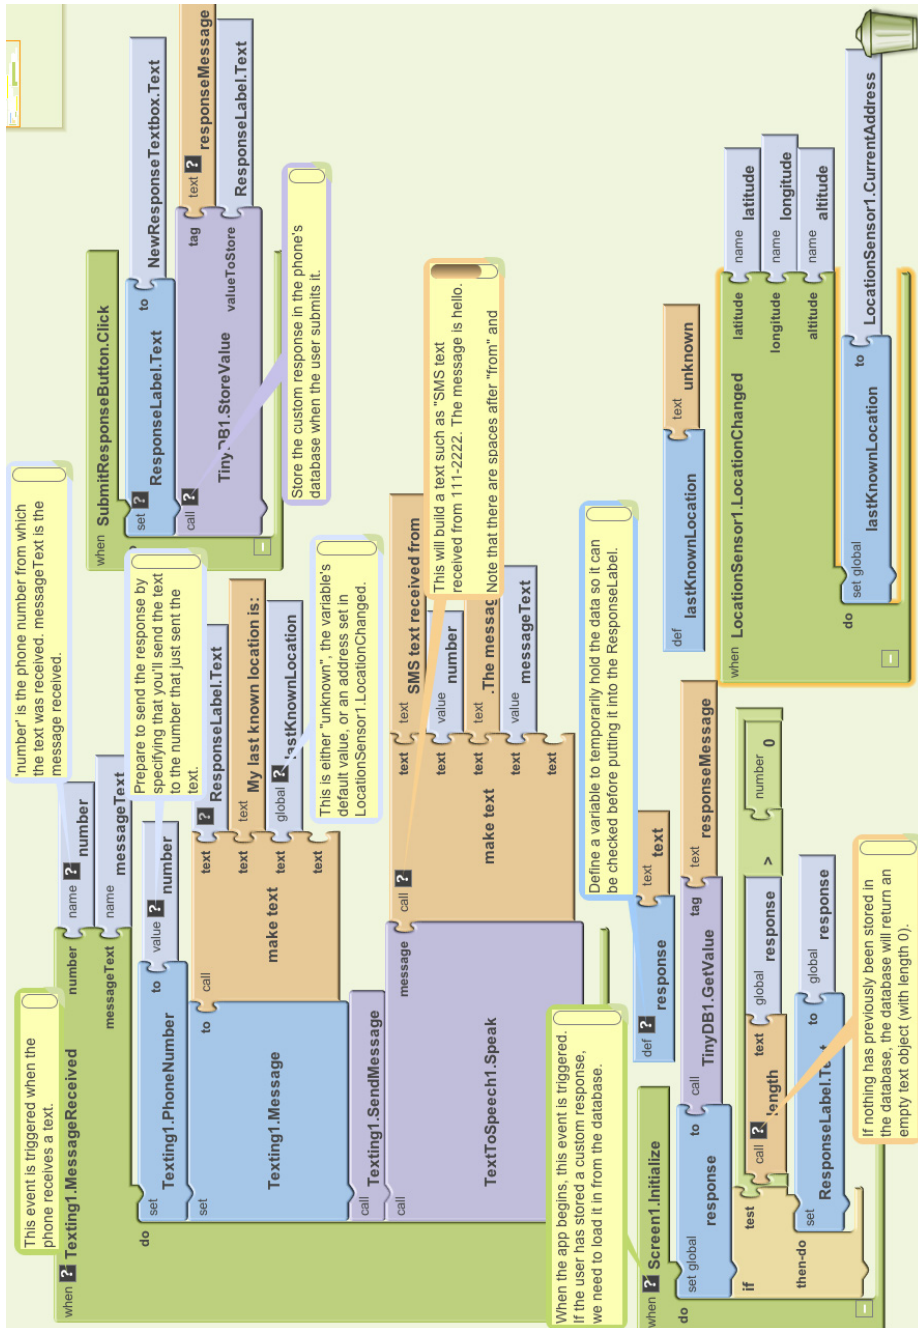 This event is triggered when the
phone receives a text.
"number" is the phone number from which
the text was received. messageText is the
message received.
when ? Texting1.MessageReceived
number name ? number
messageText name messageText
do
set Texting1.PhoneNumber to value ? number
Prepare to send the response by
specifying that you'll send the text
to the number that just sent the
text.
set Texting1.Message to call make text
text ? ResponseLabel.Text
text text My last known location is:
text global ? lastKnownLocation
text
This is either "unknown", the variable's
default value, or an address set in
LocationSensor1.LocationChanged.
call Texting1.SendMessage
call TextToSpeech1.Speak message call ? make text
text text SMS text received from
text value number
text text .The messag
text value messageText
text
This will build a text such as "SMS text
received from 111-2222. The message is hello.
Note that there are spaces after "from" and
when SubmitResponseButton.Click
set ? ResponseLabel.Text to NewResponseTextbox.Text
call ? TinyDB1.StoreValue
tag text ? responseMessage
valueToStore ResponseLabel.Text
Store the custom response in the phone's
database when the user submits it.
When the app begins, this event is triggered.
If the user has stored a custom response,
we need to load it in from the database.
def ? response text text
Define a variable to temporarily hold the data so it can
be checked before putting it into the ResponseLabel.
when ? Screen1.Initialize
do
set global response to call TinyDB1.GetValue tag text responseMessage
if test call ? length text global response > number 0
then-do set ResponseLabel.Text to global response
If nothing has previously been stored in
the database, the database will return an
empty text object (with length 0).
def lastKnownLocation text unknown
when LocationSensor1.LocationChanged
latitude name latitude
longitude name longitude
altitude name altitude
do
set global lastKnownLocation to LocationSensor1.CurrentAddress